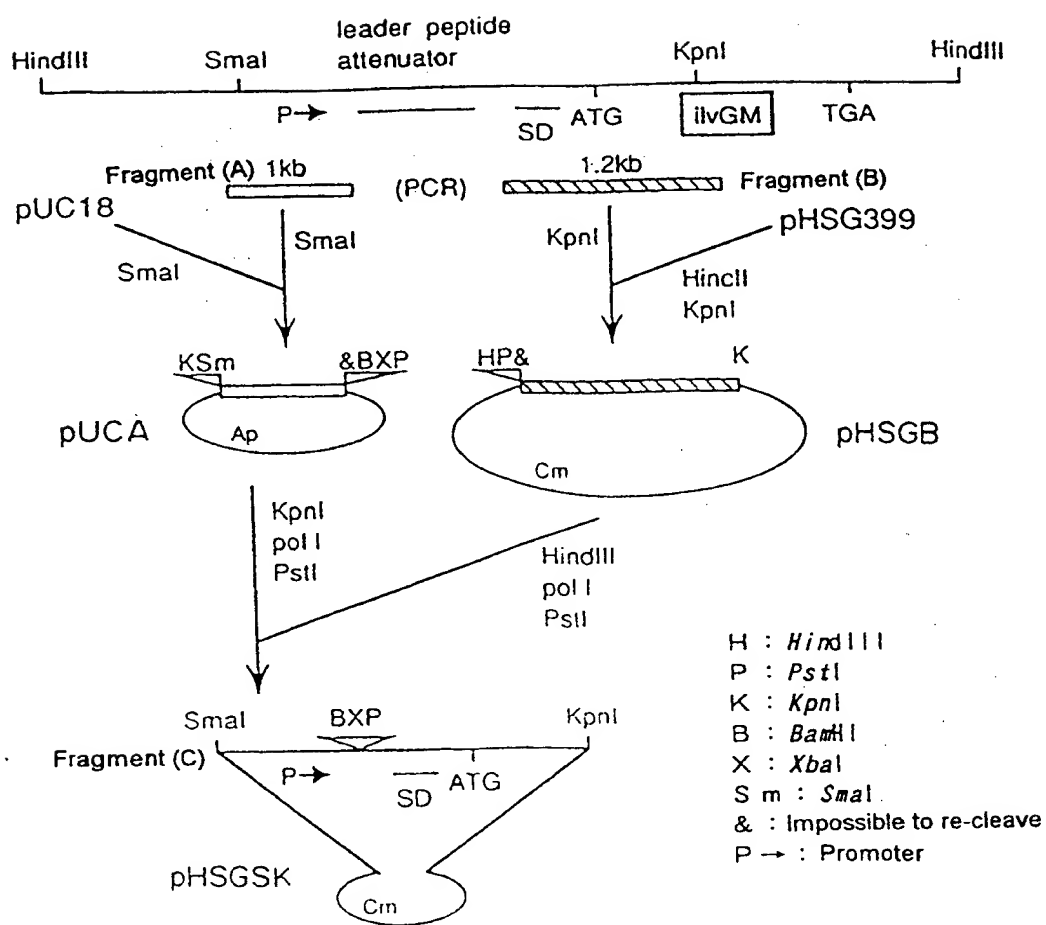 leader peptide
HindIII SmaI attenuator KpnI HindIII
P→ SD ATG ilvGM TGA
Fragment (A) 1kb (PCR) 1.2kb Fragment (B)
pUC18 SmaI KpnI pHSG399
SmaI HincII
KpnI
KSm &BXP HP& K
pUCA Ap pHSGB
Cm
KpnI
pol I
PstI
HindIII
pol I
PstI
H : HindIII
P : PstI
K : KpnI
B : BamHI
X : XbaI
Sm : SmaI
& : Impossible to re-cleave
P → : Promoter
SmaI BXP KpnI
Fragment (C)
P→ SD ATG
pHSGSK
Cm